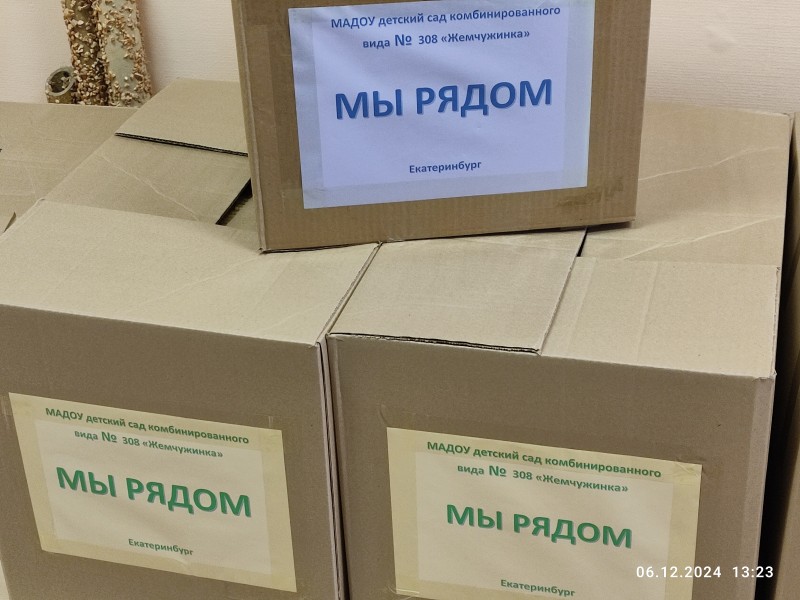 МАДОУ детский сад комбинированного
вида № 308 «Жемчужинка»
МЫ РЯДОМ
Екатеринбург
МАДОУ детский сад комбинированного
вида № 308 «Жемчужинка»
МЫ РЯДОМ
Екатеринбург
МАДОУ детский сад комбинированного
вида № 308 «Жемчужинка»
МЫ РЯДОМ
Екатеринбург
06.12.2024 13:23